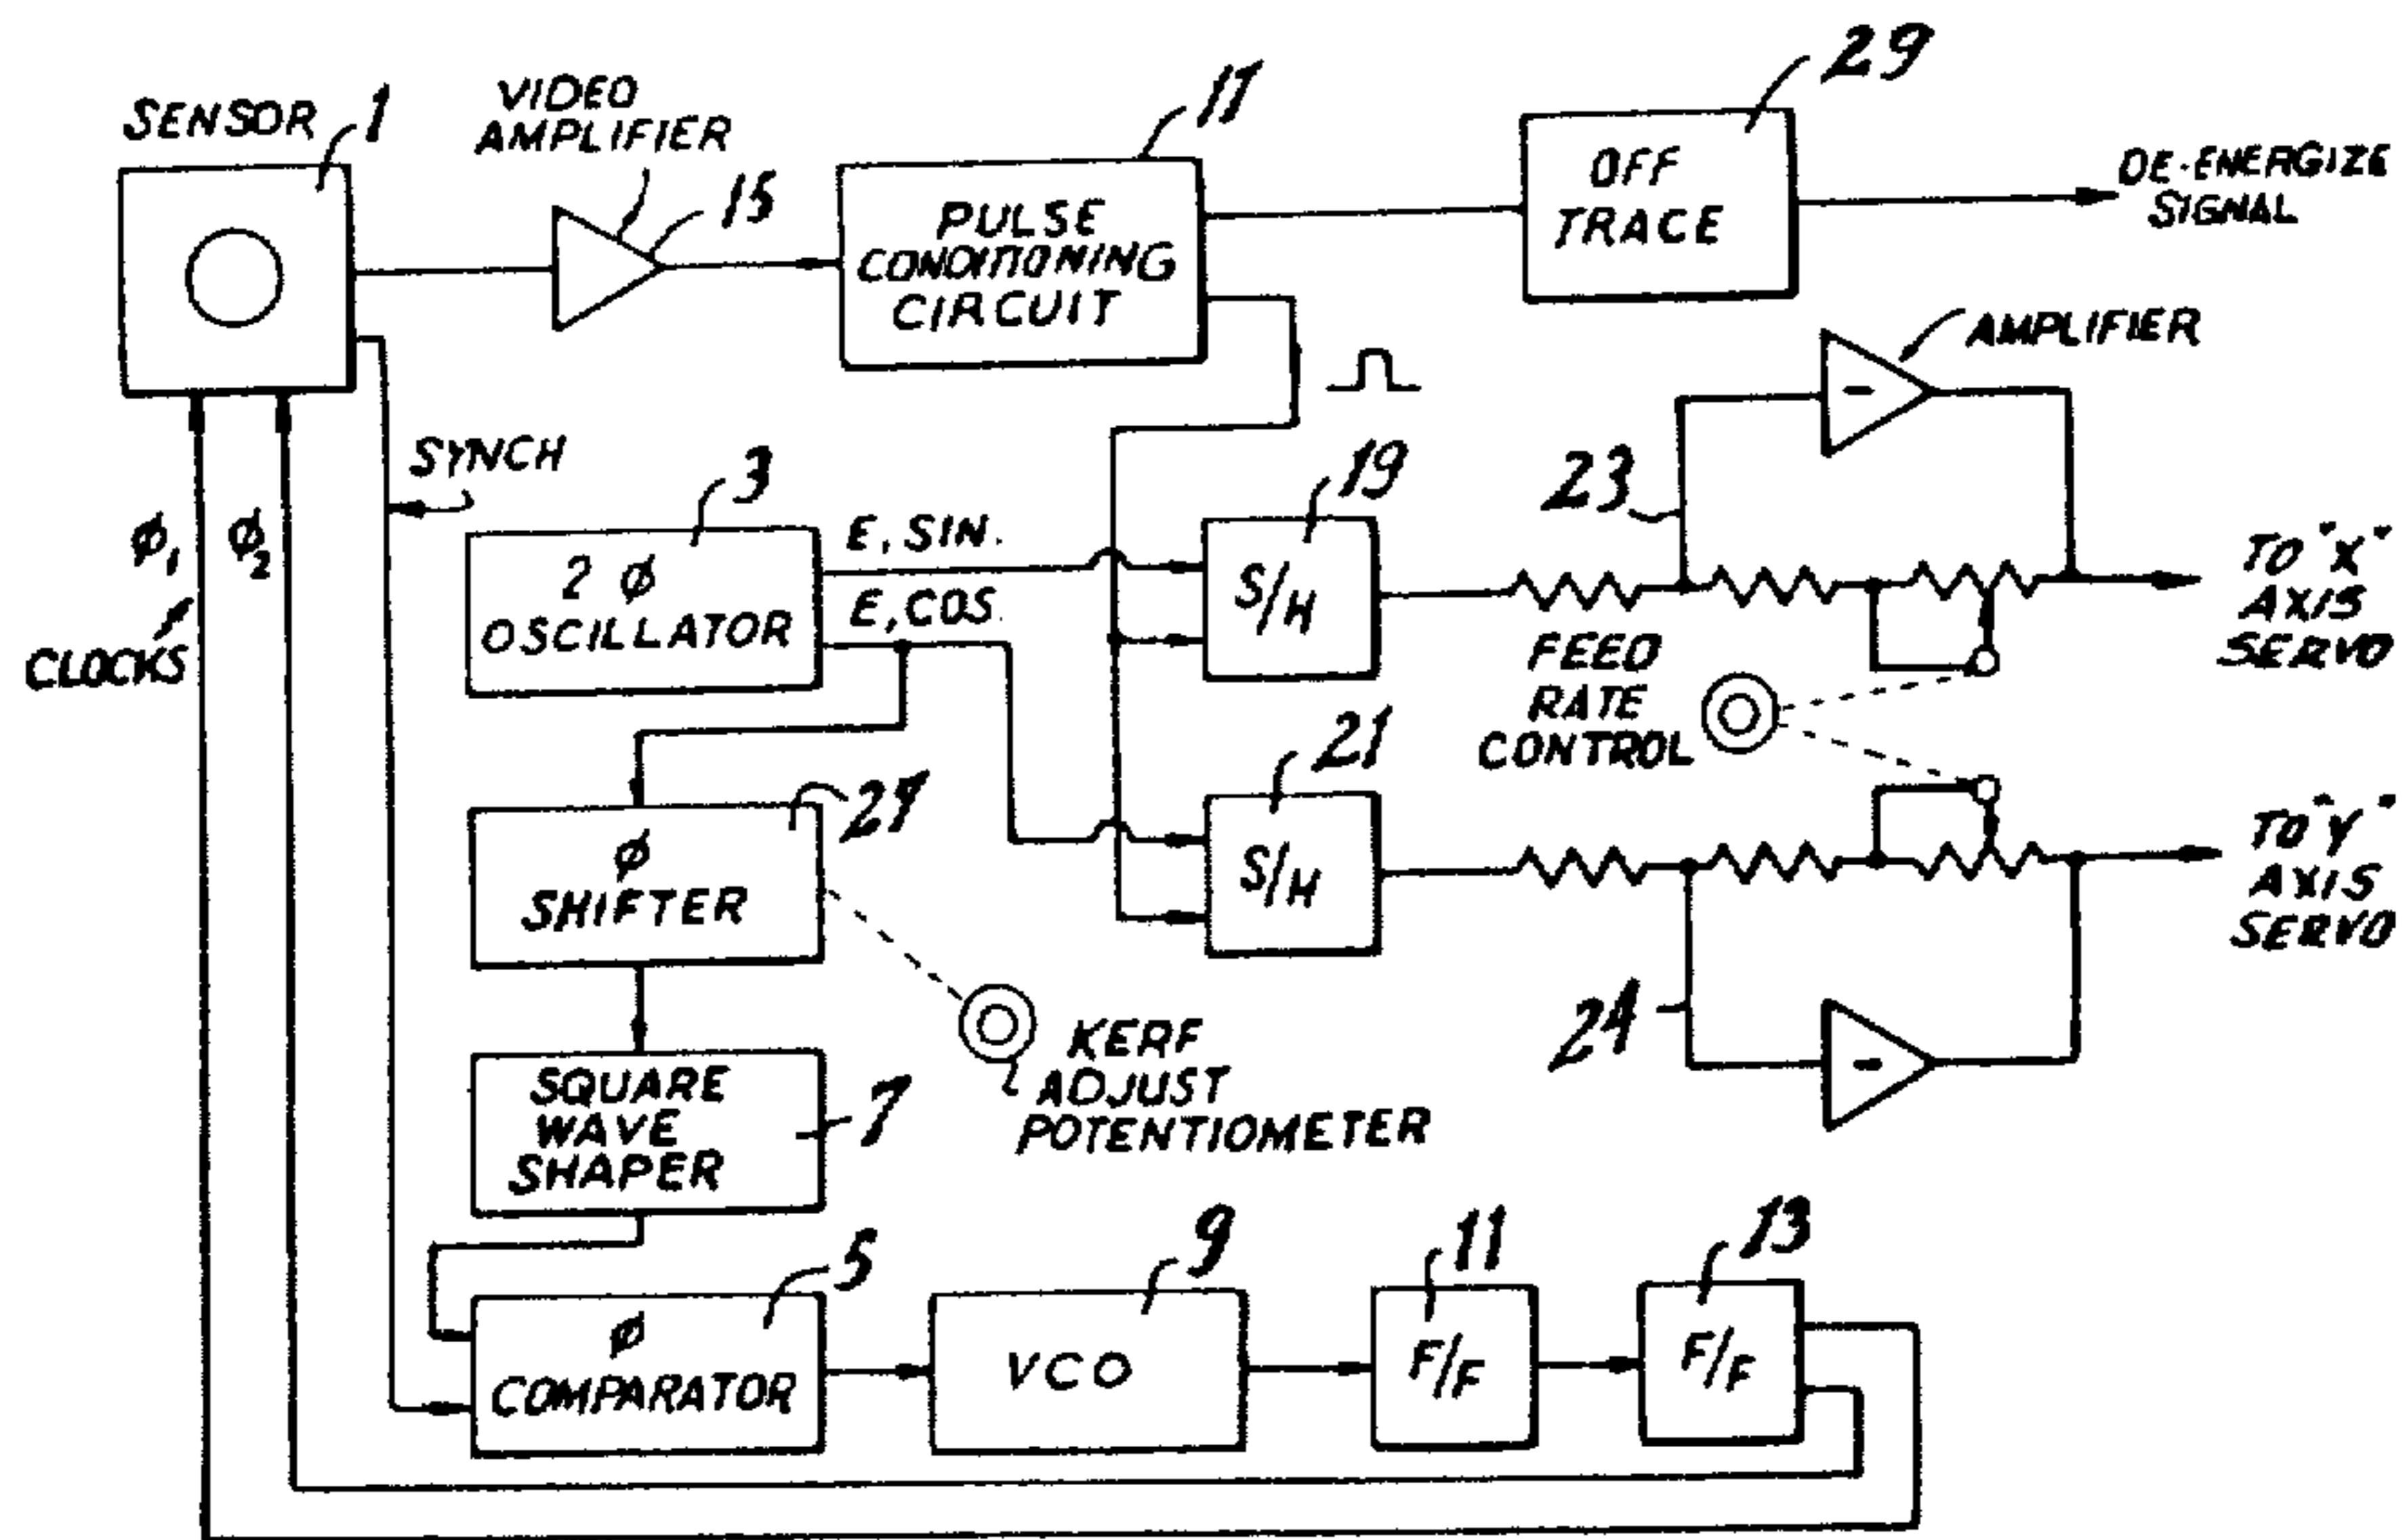 SENSOR
1
VIDEO
AMPLIFIER
15
11
PULSE
CONDITIONING
CIRCUIT
29
OFF
TRACE
DE-ENERGIZE
SIGNAL
AMPLIFIER
-
SYNCH
φ1
φ2
CLOCKS
3
2 φ
OSCILLATOR
E, SIN.
E, COS.
19
S/H
23
TO "X"
AXIS
SERVO
FEED
RATE
CONTROL
21
S/H
TO "Y"
AXIS
SERVO
24
-
φ
SHIFTER
KERF
ADJUST
POTENTIOMETER
SQUARE
WAVE
SHAPER
7
5
φ
COMPARATOR
9
VCO
11
F/F
13
F/F